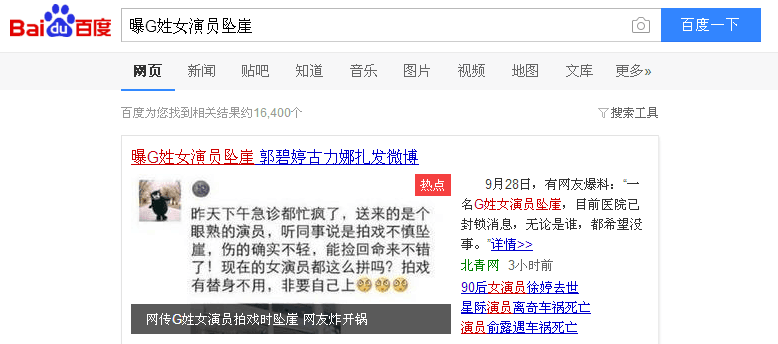 Bai du 百度
曝G姓女演员坠崖
百度一下
网页 新闻 贴吧 知道 音乐 图片 视频 地图 文库 更多»
百度为您找到相关结果约16,400个
搜索工具
曝G姓女演员坠崖 郭碧婷古力娜扎发微博
热点
昨天下午急诊都忙疯了，送来的是个
眼熟的演员，听同事说是拍戏不慎坠
崖，伤的确实不轻，能捡回命来不错
了！现在的女演员都这么拼吗？拍戏
有替身不用，非要自己上
网传G姓女演员拍戏时坠崖 网友炸开锅
9月28日，有网友爆料：“一
名G姓女演员坠崖，目前医院已
封锁消息，无论是谁，都希望没
事。”详情>>
北青网 3小时前
90后女演员徐婷去世
星际演员离奇车祸死亡
演员俞露遇车祸死亡